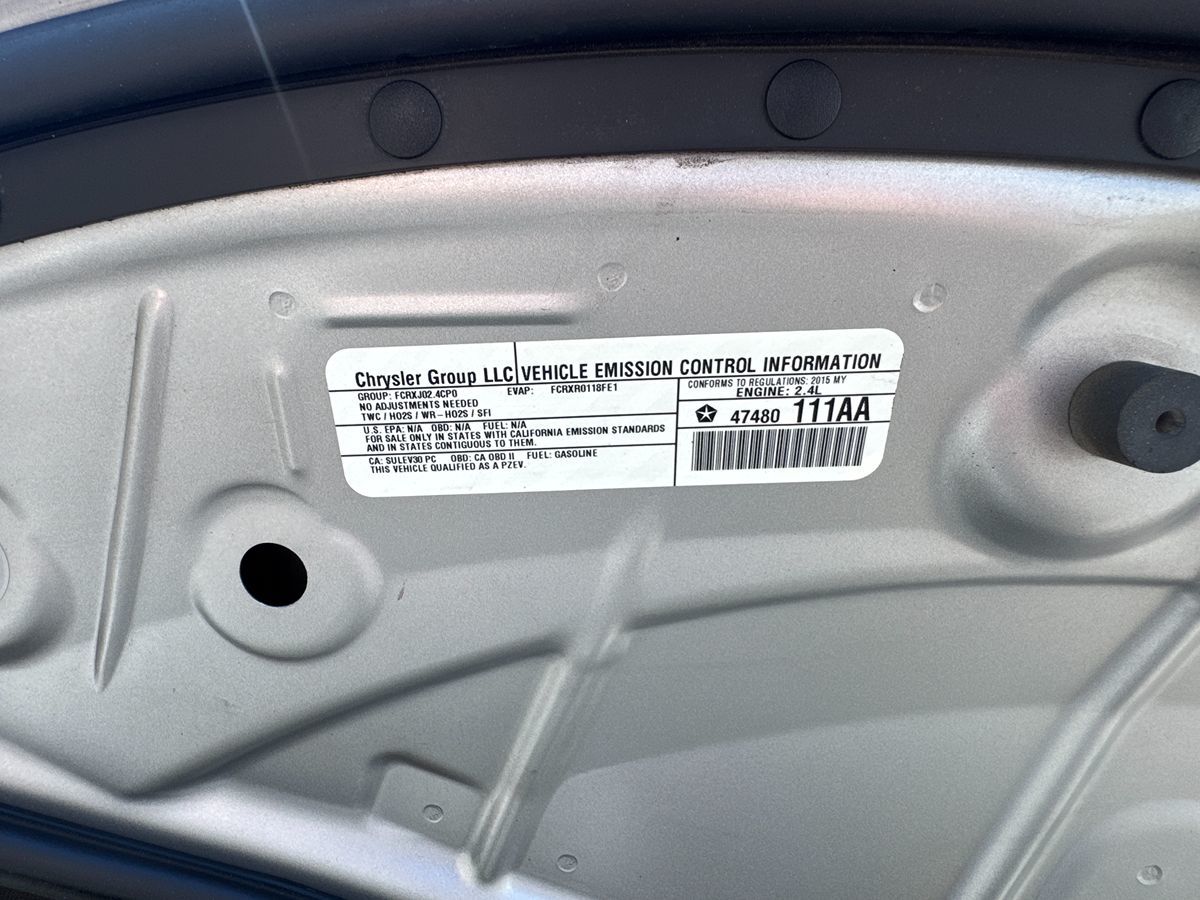 Chrysler Group LLC
VEHICLE EMISSION CONTROL INFORMATION
GROUP: FCRXJ02.4CP0 EVAP: FCRXR0118FE1
NO ADJUSTMENTS NEEDED
TWC / HO2S / WR-HO2S / SFI
CONFORMS TO REGULATIONS: 2015 MY
ENGINE: 2.4L
U.S. EPA: N/A OBD: N/A FUEL: N/A
FOR SALE ONLY IN STATES WITH CALIFORNIA EMISSION STANDARDS
AND IN STATES CONTIGUOUS TO THEM.
47480 111AA
CA: SULEV30 PC OBD: CA OBD II FUEL: GASOLINE
THIS VEHICLE QUALIFIED AS A PZEV.